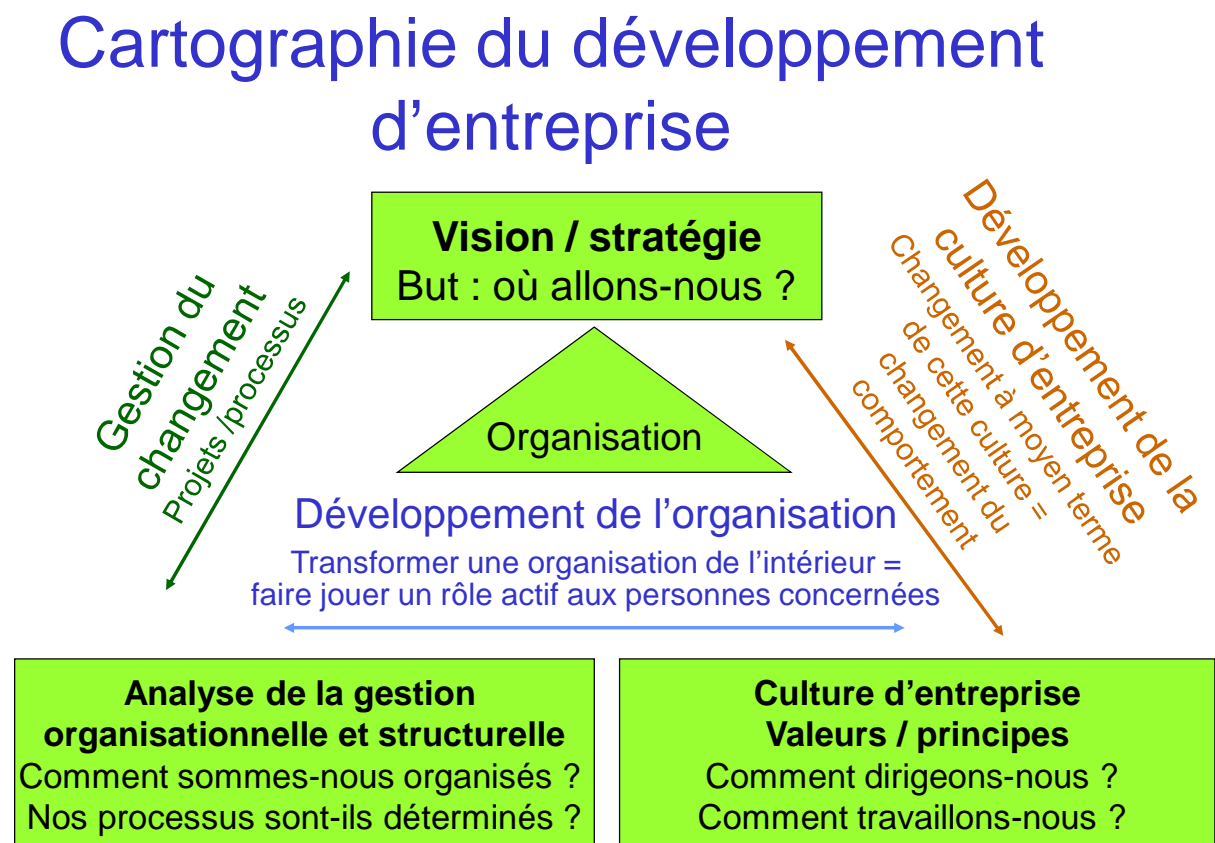 Cartographie du développement
d’entreprise
Vision / stratégie
But : où allons-nous ?
Gestion du
changement
Projets /processus
Développement de la
culture d’entreprise
Changement à moyen terme
de cette culture =
changement du
comportement
Organisation
Développement de l’organisation
Transformer une organisation de l’intérieur =
faire jouer un rôle actif aux personnes concernées
Analyse de la gestion
organisationnelle et structurelle
Comment sommes-nous organisés ?
Nos processus sont-ils déterminés ?
Culture d’entreprise
Valeurs / principes
Comment dirigeons-nous ?
Comment travaillons-nous ?